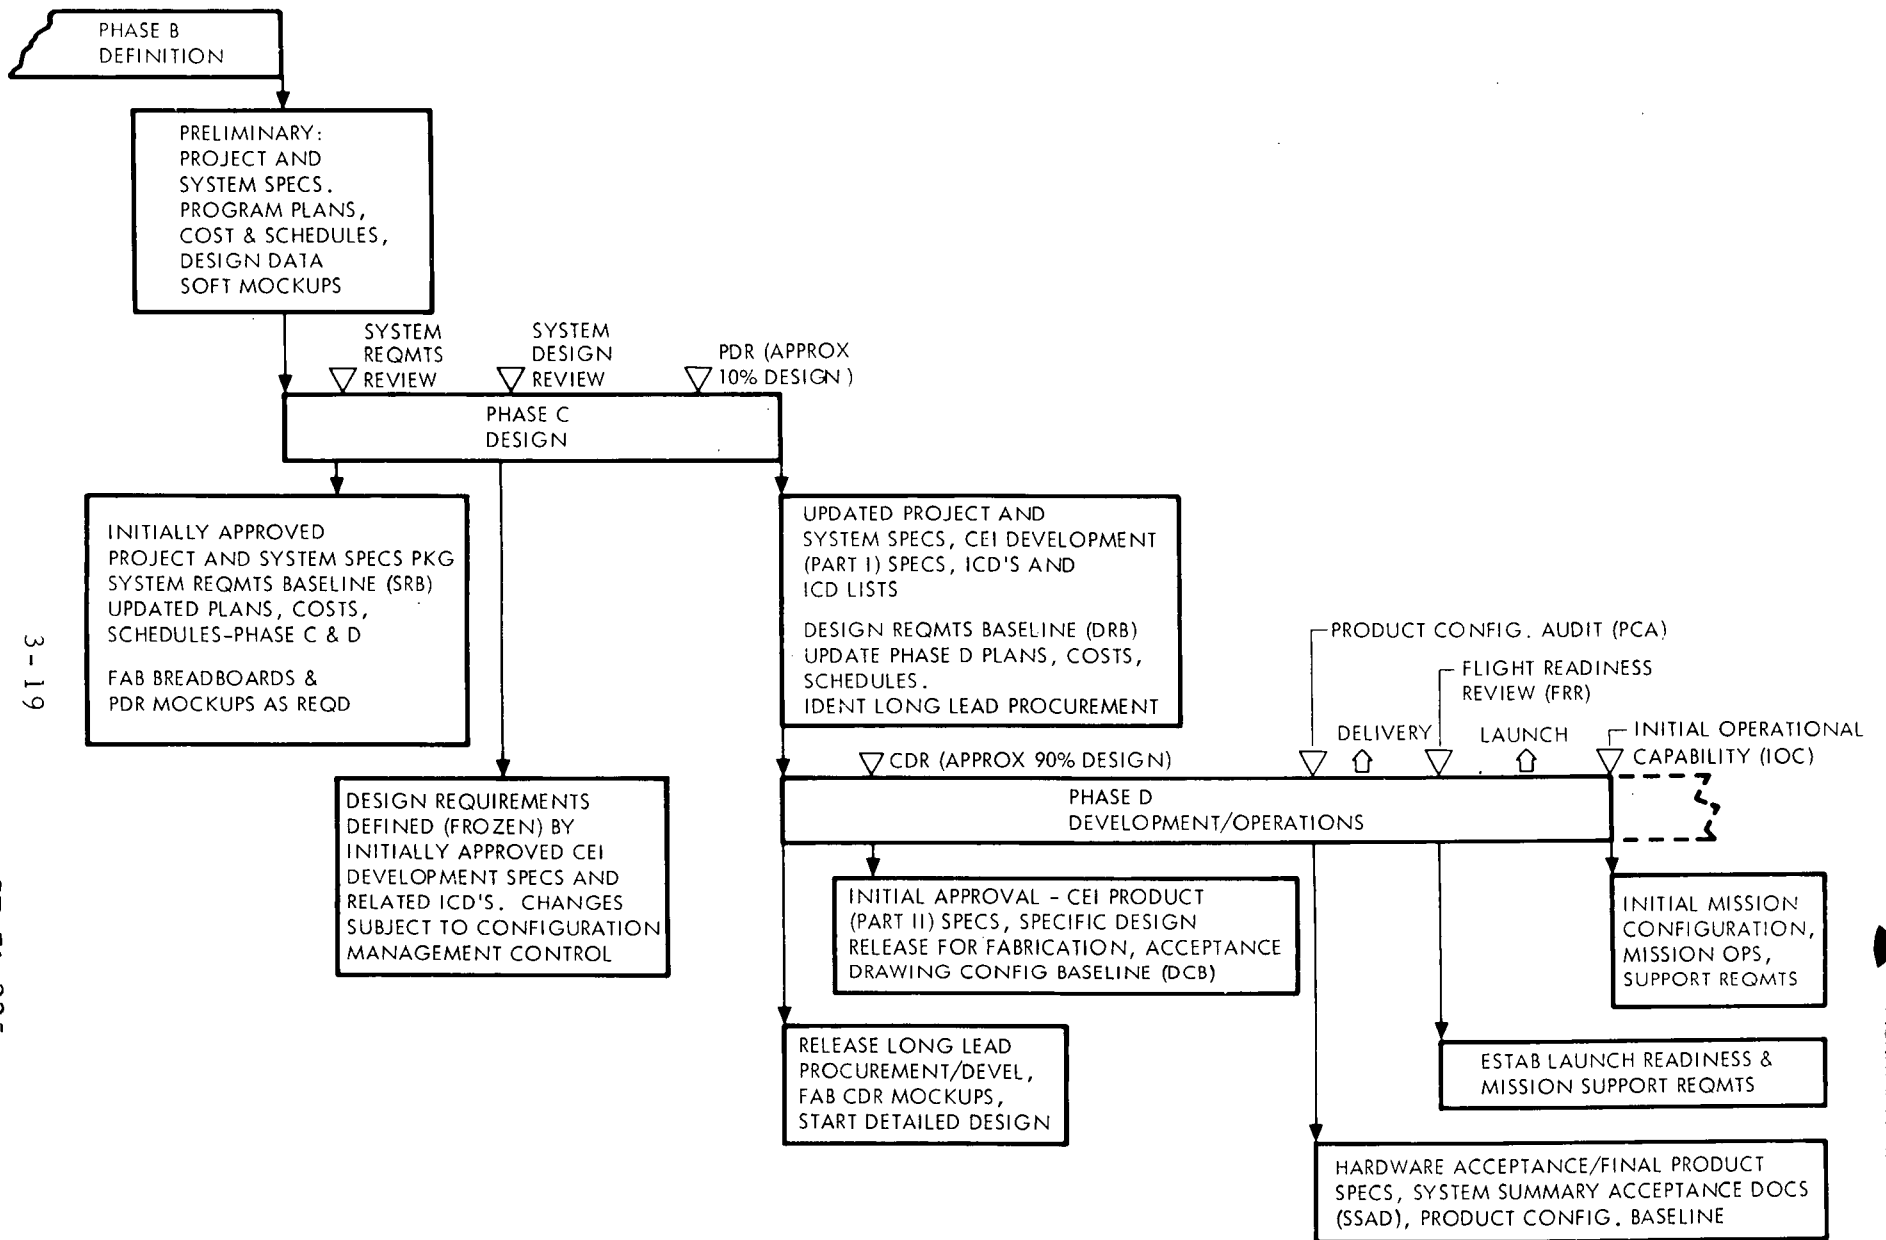 PHASE B
DEFINITION
PRELIMINARY:
PROJECT AND
SYSTEM SPECS.
PROGRAM PLANS,
COST & SCHEDULES,
DESIGN DATA
SOFT MOCKUPS
SYSTEM
REQMTS
REVIEW
SYSTEM
DESIGN
REVIEW
PDR (APPROX
10% DESIGN)
PHASE C
DESIGN
INITIALLY APPROVED
PROJECT AND SYSTEM SPECS PKG
SYSTEM REQMTS BASELINE (SRB)
UPDATED PLANS, COSTS,
SCHEDULES-PHASE C & D
FAB BREADBOARDS &
PDR MOCKUPS AS REQD
UPDATED PROJECT AND
SYSTEM SPECS, CEI DEVELOPMENT
(PART I) SPECS, ICD'S AND
ICD LISTS
DESIGN REQMTS BASELINE (DRB)
UPDATE PHASE D PLANS, COSTS,
SCHEDULES.
IDENT LONG LEAD PROCUREMENT
PRODUCT CONFIG. AUDIT (PCA)
FLIGHT READINESS
REVIEW (FRR)
DELIVERY
LAUNCH
INITIAL OPERATIONAL
CAPABILITY (IOC)
CDR (APPROX 90% DESIGN)
PHASE D
DEVELOPMENT/OPERATIONS
DESIGN REQUIREMENTS
DEFINED (FROZEN) BY
INITIALLY APPROVED CEI
DEVELOPMENT SPECS AND
RELATED ICD'S. CHANGES
SUBJECT TO CONFIGURATION
MANAGEMENT CONTROL
INITIAL APPROVAL - CEI PRODUCT
(PART II) SPECS, SPECIFIC DESIGN
RELEASE FOR FABRICATION, ACCEPTANCE
DRAWING CONFIG BASELINE (DCB)
INITIAL MISSION
CONFIGURATION,
MISSION OPS,
SUPPORT REQMTS
RELEASE LONG LEAD
PROCUREMENT/DEVEL,
FAB CDR MOCKUPS,
START DETAILED DESIGN
ESTAB LAUNCH READINESS &
MISSION SUPPORT REQMTS
HARDWARE ACCEPTANCE/FINAL PRODUCT
SPECS, SYSTEM SUMMARY ACCEPTANCE DOCS
(SSAD), PRODUCT CONFIG. BASELINE
3-19